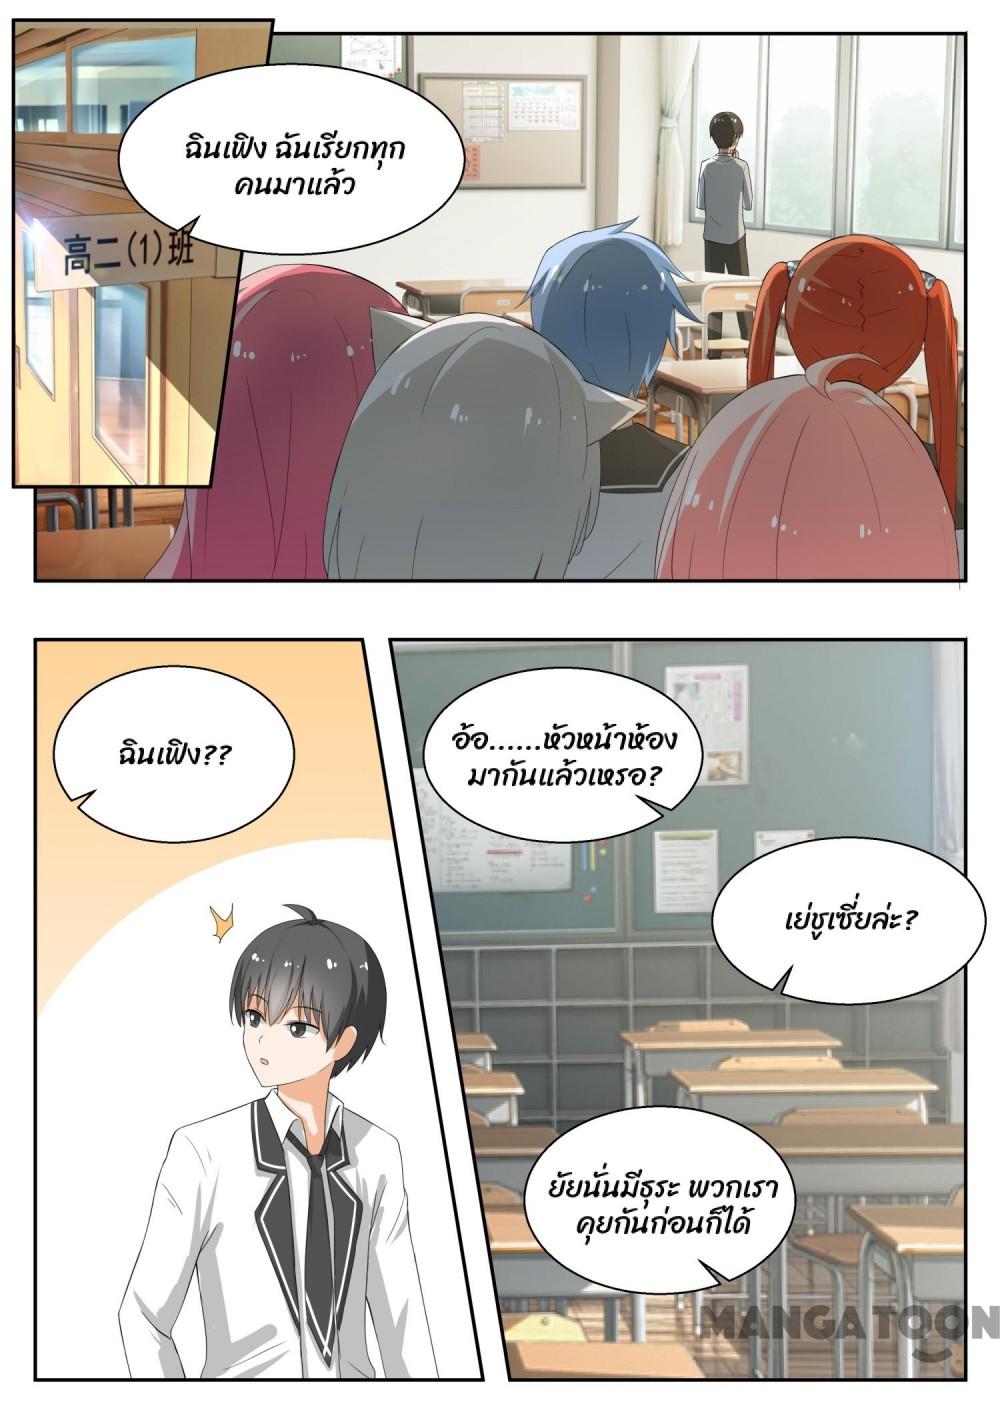 ฉินเฟิง ฉันเรียกทุก
คนมาแล้ว
高二(1)班
ฉินเฟิง??
อ้อ......หัวหน้าห้อง
มากันแล้วเหรอ?
เย่ชูเซี่ยล่ะ?
ยัยนั่นมีธุระ พวกเรา
คุยกันก่อนก็ได้
MANGATOON